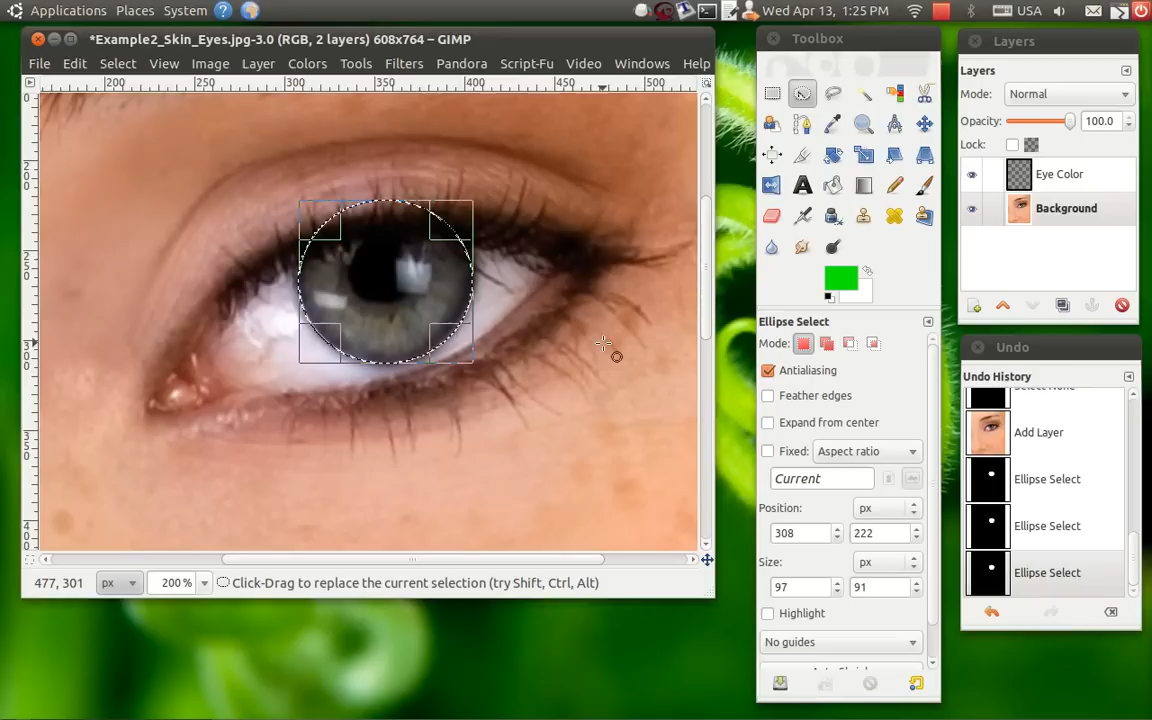 Applications Places System
Wed Apr 13, 1:25 PM
USA
*Example2_Skin_Eyes.jpg-3.0 (RGB, 2 layers) 608x764 – GIMP
File Edit Select View Image Layer Colors Tools Filters Pandora Script-Fu Video Windows Help
200 300 350 400 450 500
0
200
250
300
350
400
477, 301 px 200 % Click-Drag to replace the current selection (try Shift, Ctrl, Alt)
Toolbox
Ellipse Select
Mode:
Antialiasing
Feather edges
Expand from center
Fixed: Aspect ratio
Current
Position: px
308 222
Size: px
97 91
Highlight
No guides
Layers
Layers
Mode: Normal
Opacity: 100.0
Lock:
Eye Color
Background
Undo
Undo History
Add Layer
Ellipse Select
Ellipse Select
Ellipse Select